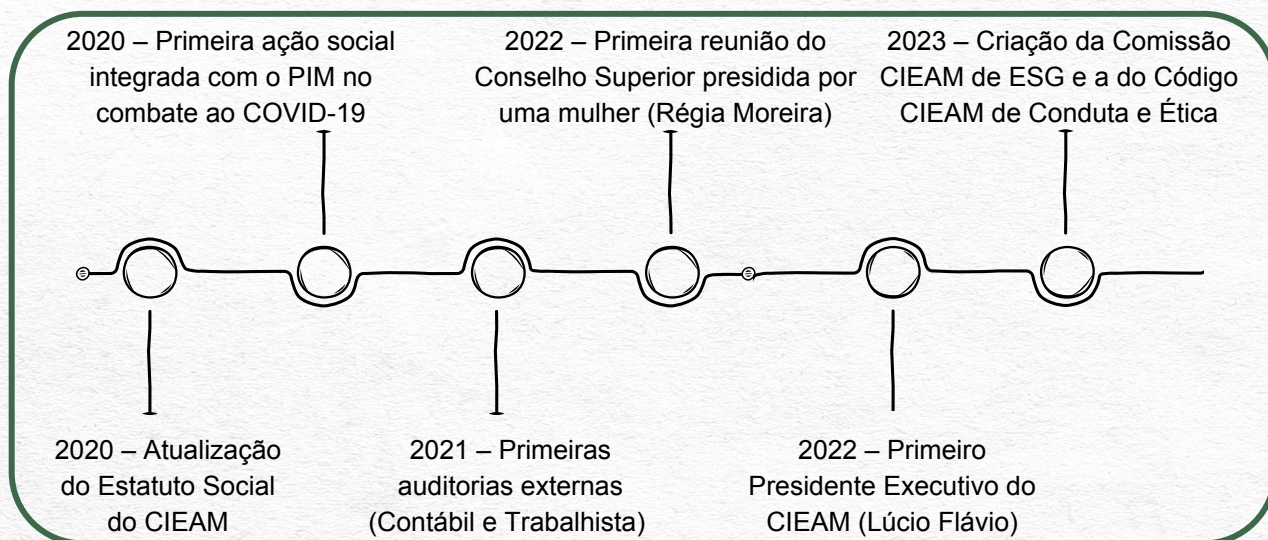 2020 – Primeira ação social
integrada com o PIM no
combate ao COVID-19
2022 – Primeira reunião do
Conselho Superior presidida por
uma mulher (Régia Moreira)
2023 – Criação da Comissão
CIEAM de ESG e a do Código
CIEAM de Conduta e Ética
2020 – Atualização
do Estatuto Social
do CIEAM
2021 – Primeiras
auditorias externas
(Contábil e Trabalhista)
2022 – Primeiro
Presidente Executivo do
CIEAM (Lúcio Flávio)